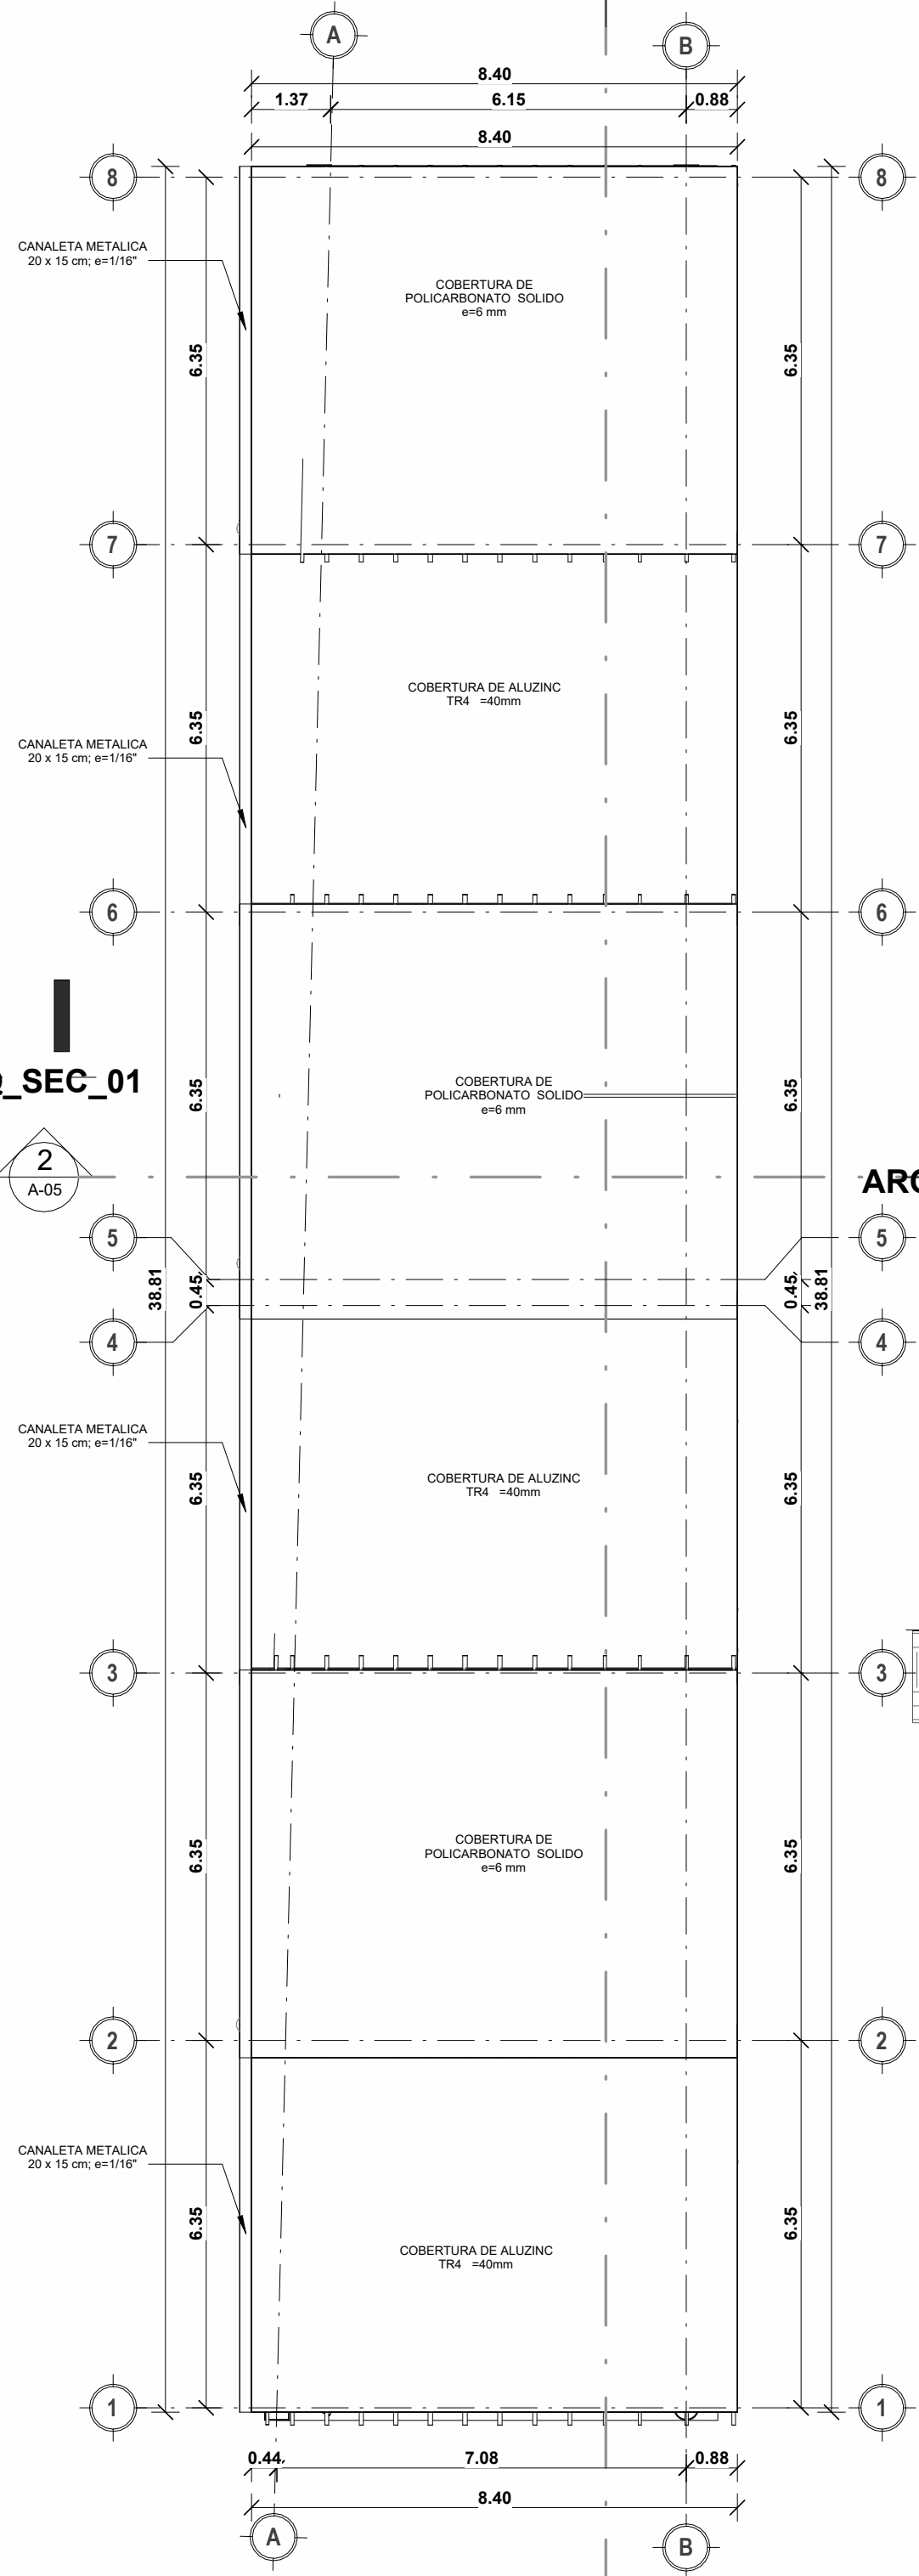 A
B
8.40
1.37
6.15
0.88
8.40
8
8
CANALETA METALICA
20 x 15 cm; e=1/16"
COBERTURA DE
POLICARBONATO SOLIDO
e=6 mm
6.35
6.35
7
7
COBERTURA DE ALUZINC
TR4 =40mm
6.35
6.35
CANALETA METALICA
20 x 15 cm; e=1/16"
6
6
_SEC_01
COBERTURA DE
POLICARBONATO SOLIDO
e=6 mm
6.35
6.35
2
A-05
5
5
38.81
0.45
0.45
38.81
4
4
CANALETA METALICA
20 x 15 cm; e=1/16"
COBERTURA DE ALUZINC
TR4 =40mm
6.35
6.35
3
3
COBERTURA DE
POLICARBONATO SOLIDO
e=6 mm
6.35
6.35
2
2
CANALETA METALICA
20 x 15 cm; e=1/16"
6.35
6.35
COBERTURA DE ALUZINC
TR4 =40mm
1
1
0.44
7.08
0.88
8.40
A
B